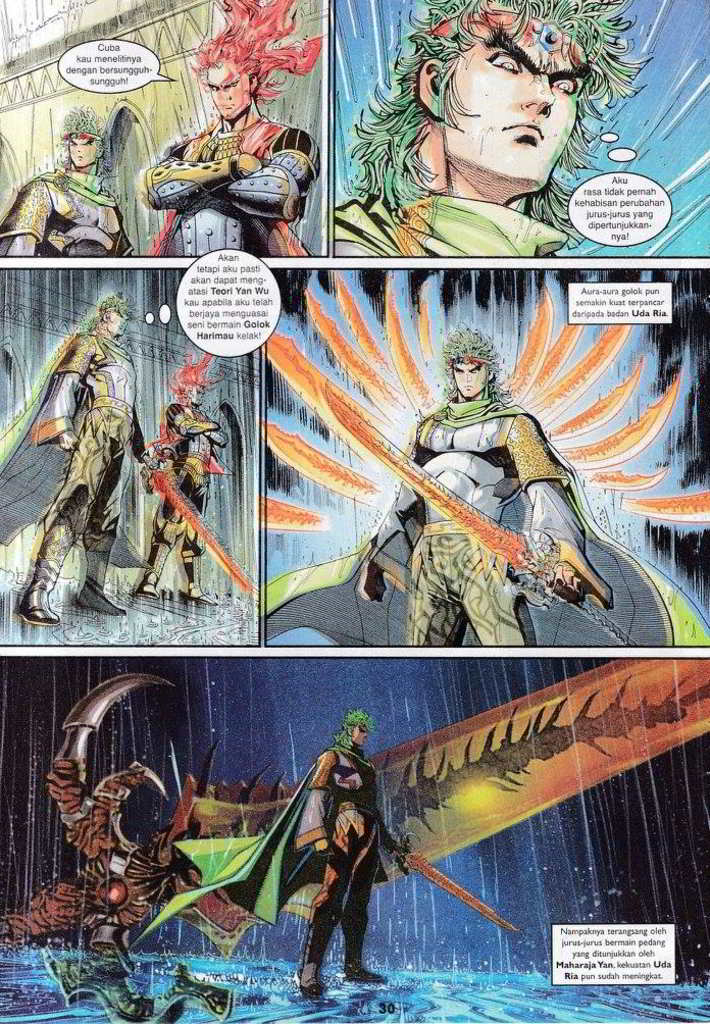 Cuba
kau menelitinya
dengan bersungguh-
sungguh!
Aku
rasa tidak pernah
kehabisan perubahan
jurus-jurus yang
dipertunjukkan-
nya!
Akan
tetapi aku pasti
akan dapat meng-
atasi Teori Yan Wu
kau apabila aku telah
berjaya menguasai
seni bermain Golok
Harimau kelak!
Aura-aura golok pun
semakin kuat terpancar
daripada badan Uda Ria.
Nampaknya terangsang oleh
jurus-jurus bermain pedang
yang ditunjukkan oleh
Maharaja Yan, kekuatan Uda
Ria pun sudah meningkat.
30